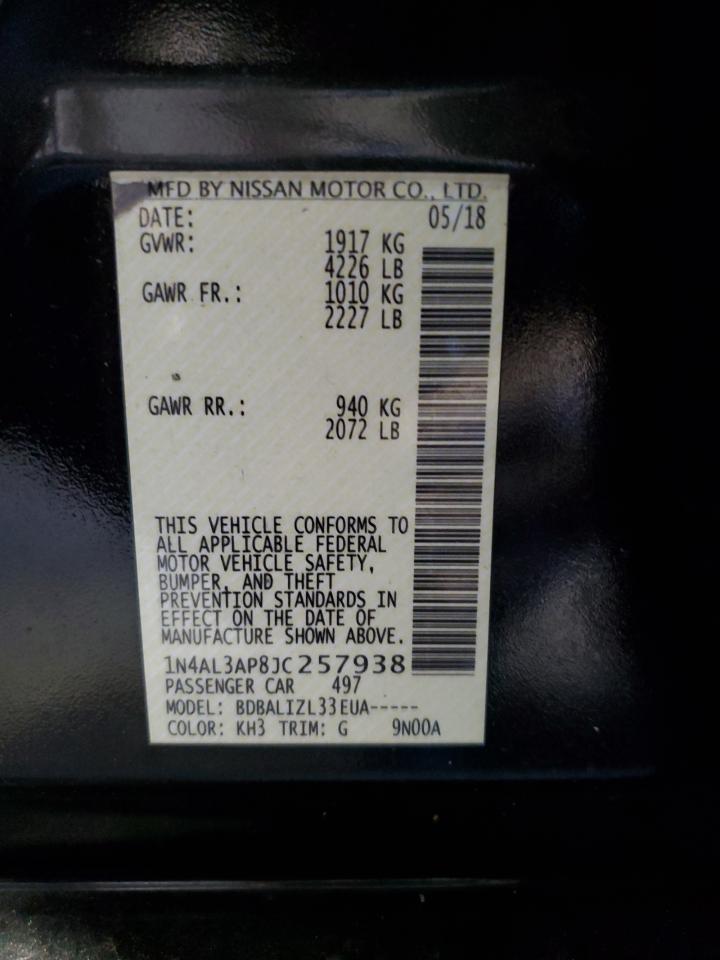 MFD BY NISSAN MOTOR CO., LTD.
DATE: 05/18
GVWR: 1917 KG
4226 LB
GAWR FR.: 1010 KG
2227 LB
GAWR RR.: 940 KG
2072 LB
THIS VEHICLE CONFORMS TO
ALL APPLICABLE FEDERAL
MOTOR VEHICLE SAFETY,
BUMPER, AND THEFT
PREVENTION STANDARDS IN
EFFECT ON THE DATE OF
MANUFACTURE SHOWN ABOVE.
1N4AL3AP8JC257938
PASSENGER CAR 497
MODEL: BDBALIZL33EUA-----
COLOR: KH3 TRIM: G 9N00A